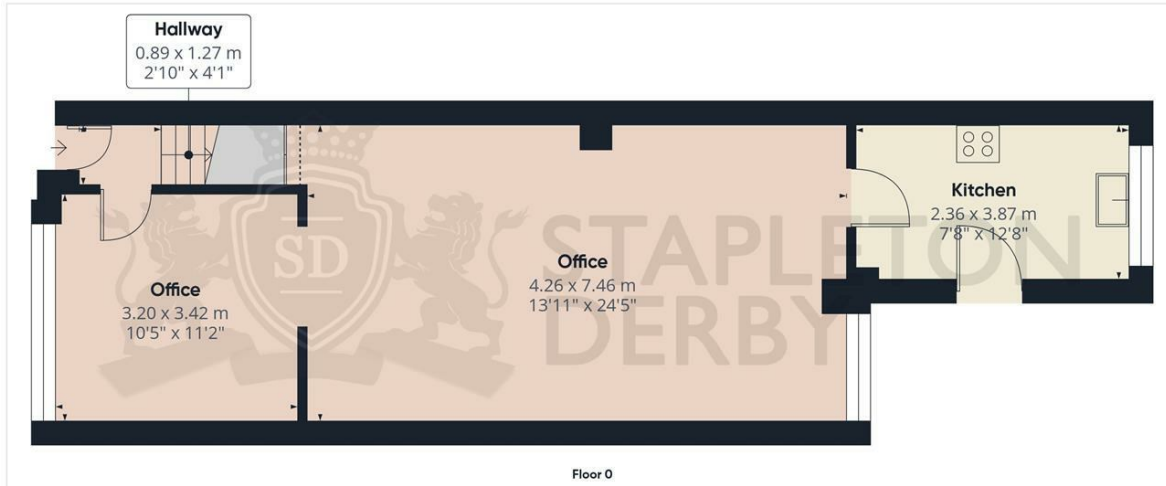 Hallway
0.89 x 1.27 m
2'10" x 4'1"
SD
STAPLETON
DERBY
Office
3.20 x 3.42 m
10'5" x 11'2"
Office
4.26 x 7.46 m
13'11" x 24'5"
Kitchen
2.36 x 3.87 m
7'8" x 12'8"
Floor 0